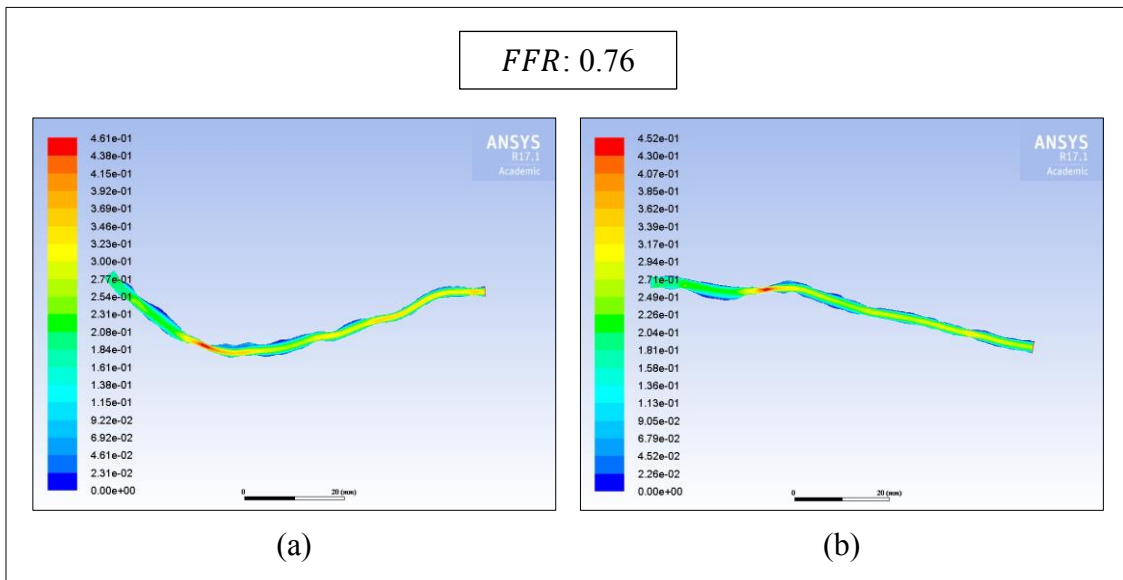 FFR: 0.76
4.61e-01
4.38e-01
4.15e-01
3.92e-01
3.69e-01
3.46e-01
3.23e-01
3.00e-01
2.77e-01
2.54e-01
2.31e-01
2.08e-01
1.84e-01
1.61e-01
1.38e-01
1.15e-01
9.22e-02
6.92e-02
4.61e-02
2.31e-02
0.00e+00
ANSYS
R17.1
Academic
0 20 (mm)
(a)
4.52e-01
4.30e-01
4.07e-01
3.85e-01
3.62e-01
3.39e-01
3.17e-01
2.94e-01
2.71e-01
2.49e-01
2.26e-01
2.04e-01
1.81e-01
1.58e-01
1.36e-01
1.13e-01
9.05e-02
6.79e-02
4.52e-02
2.26e-02
0.00e+00
ANSYS
R17.1
Academic
0 20 (mm)
(b)